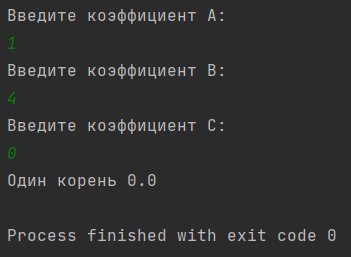 Введите коэффициент A:
1
Введите коэффициент B:
4
Введите коэффициент C:
0
Один корень 0.0
Process finished with exit code 0